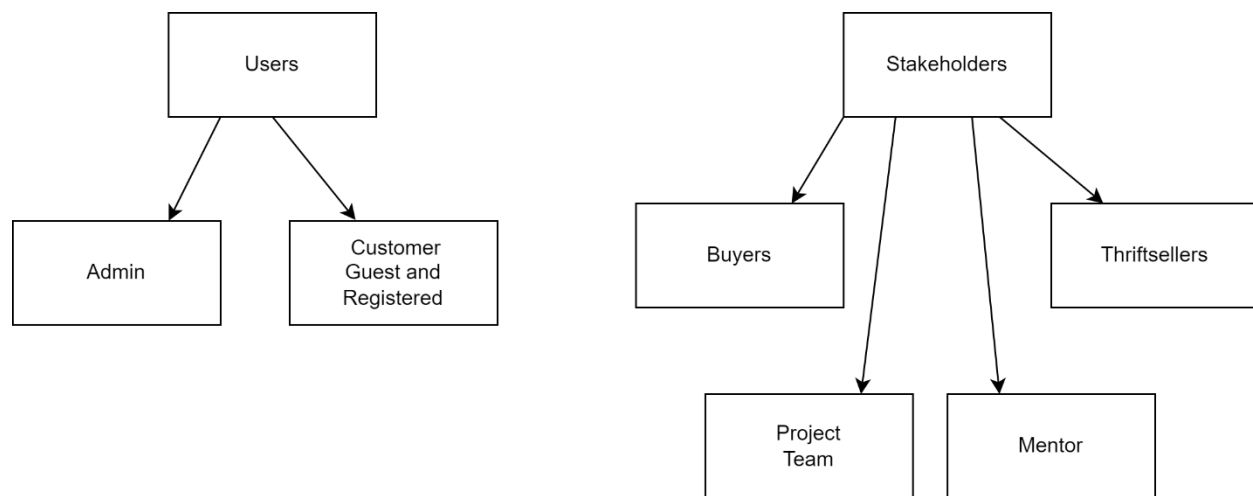 Users
Stakeholders
Admin
Customer
Guest and
Registered
Buyers
Thriftsellers
Project
Team
Mentor